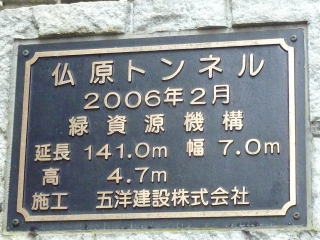 仏原トンネル
2006年2月
緑資源機構
延長 141.0m 幅 7.0m
高 4.7m
施工 五洋建設株式会社